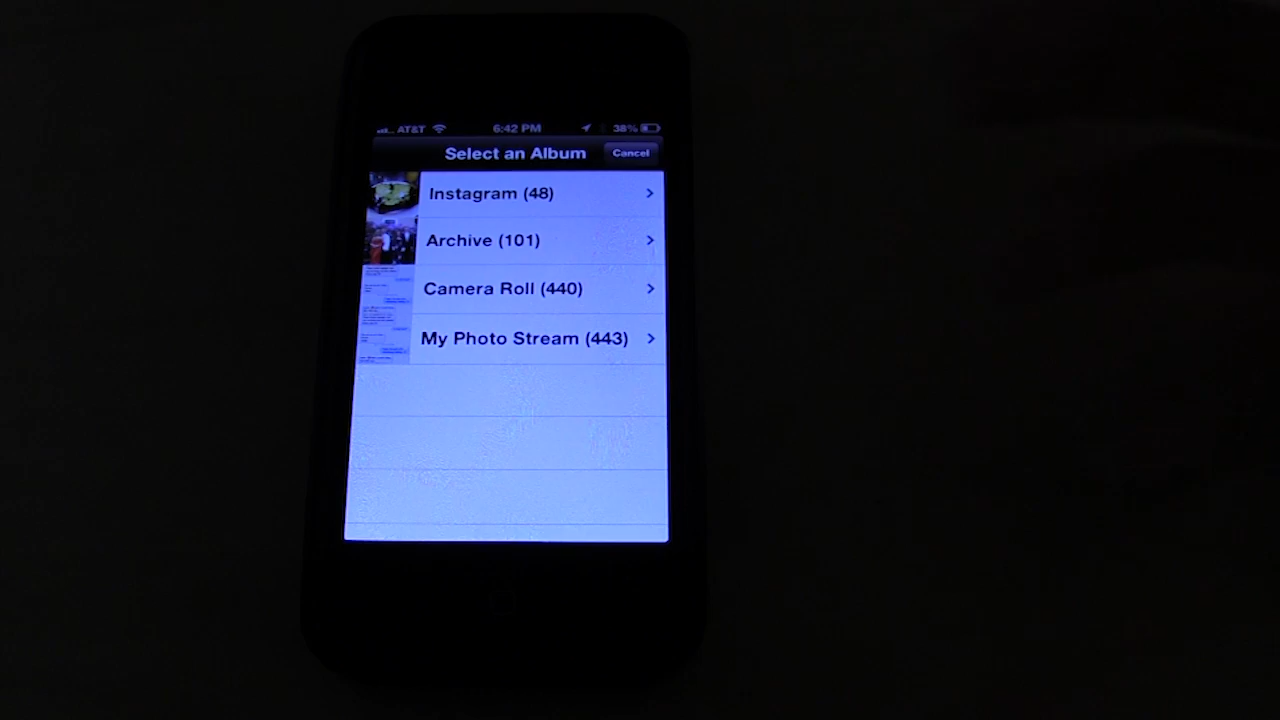 AT&T 6:42 PM 38%
Select an Album Cancel
Instagram (48)
Archive (101)
Camera Roll (440)
My Photo Stream (443)